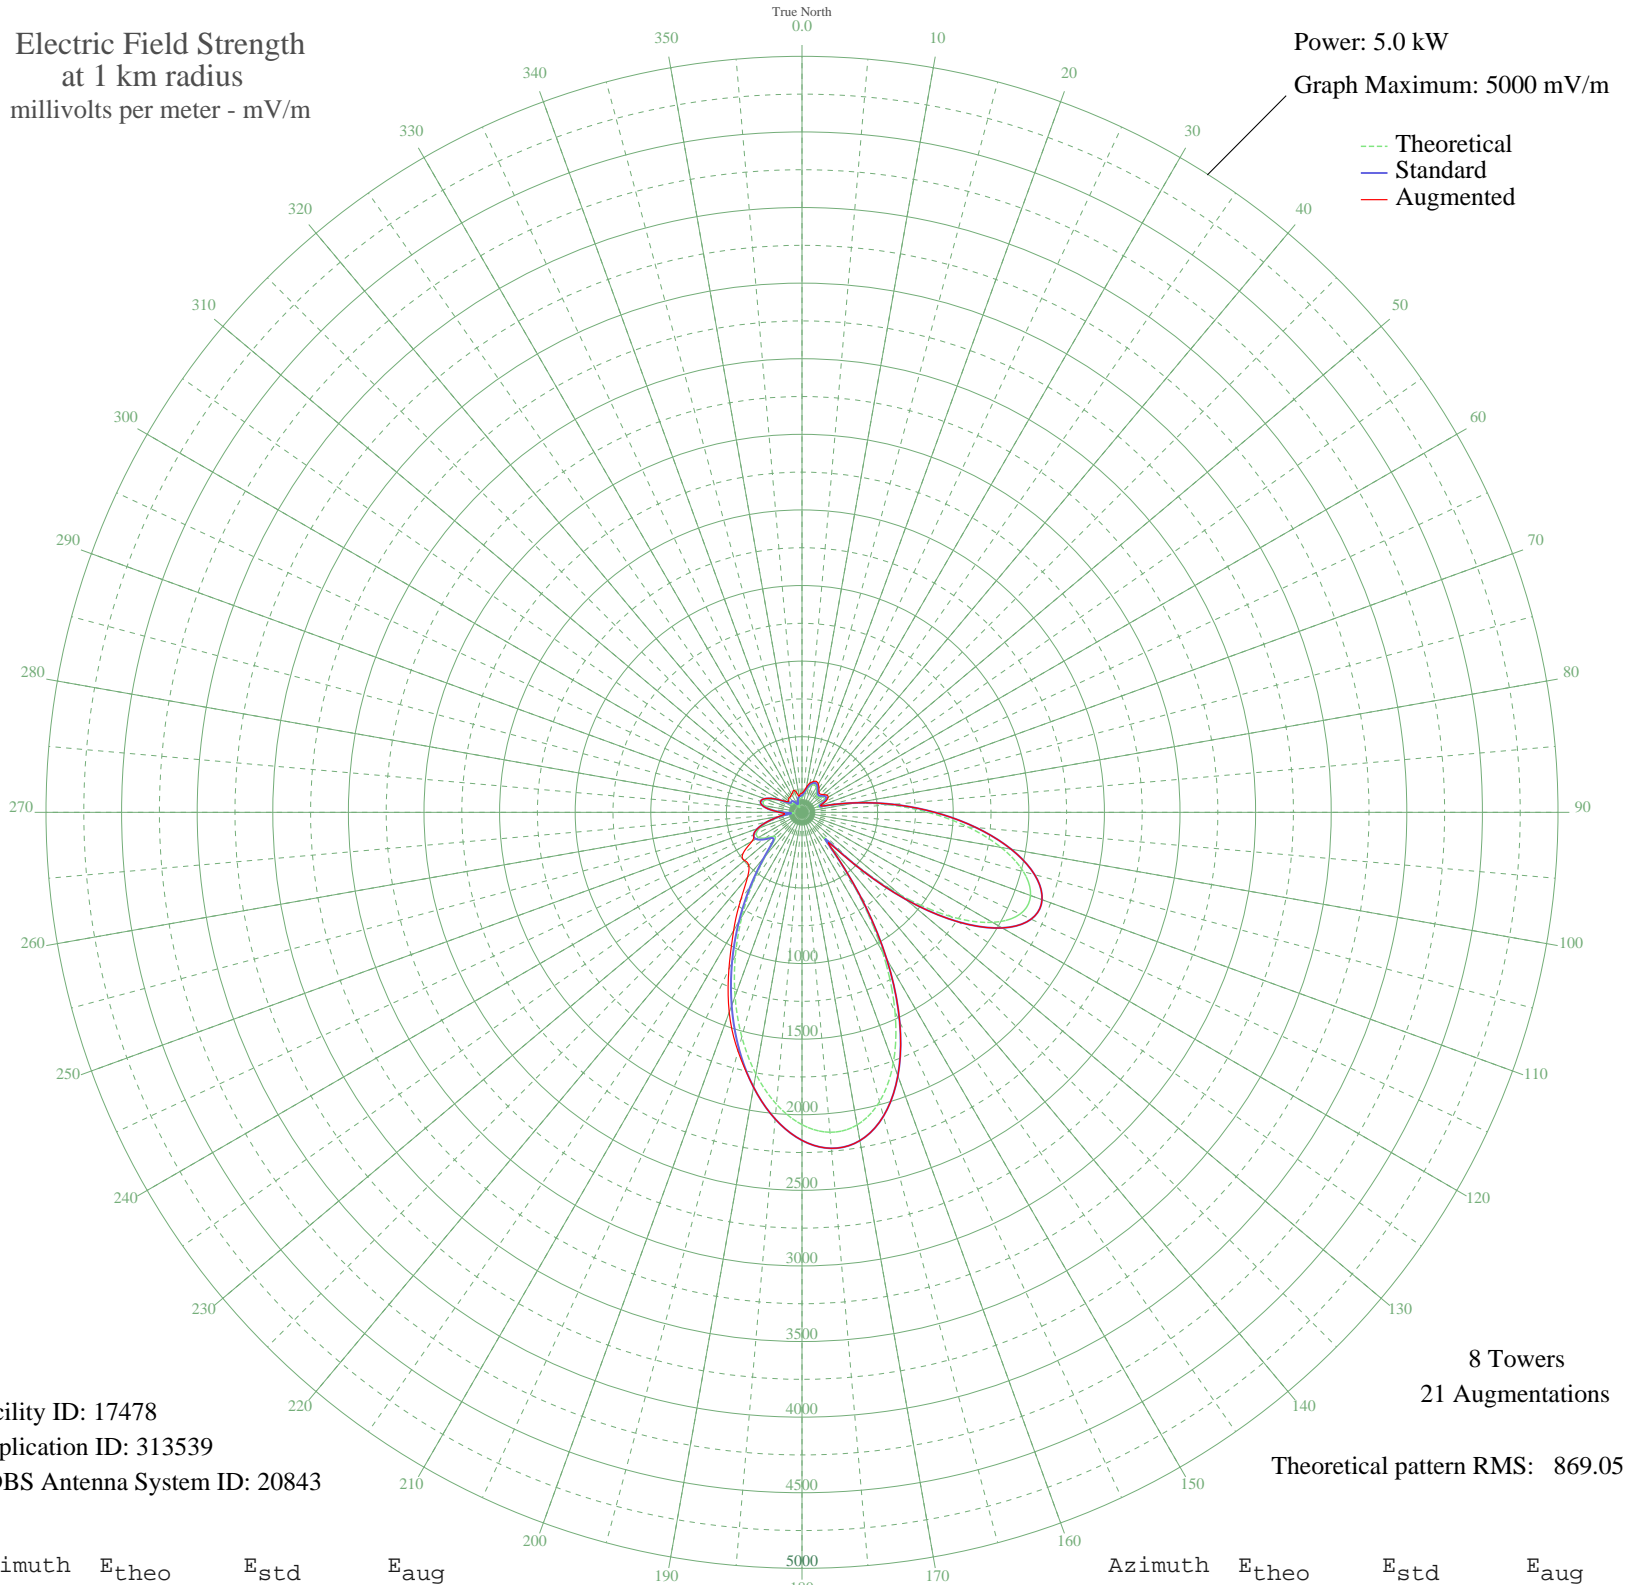 True North
0.0
Electric Field Strength
at 1 km radius
millivolts per meter - mV/m
Power: 5.0 kW
Graph Maximum: 5000 mV/m
Theoretical
Standard
Augmented
350
10
340
20
330
30
320
40
310
50
300
60
290
70
280
80
270
90
260
100
250
110
240
120
230
130
220
140
210
150
200
160
190
170
1000
1500
2000
2500
3000
3500
4000
4500
5000
8 Towers
21 Augmentations
Theoretical pattern RMS: 869.05
cility ID: 17478
plication ID: 313539
DBS Antenna System ID: 20843
imuth Etheo Estd Eaug
Azimuth Etheo Estd Eaug